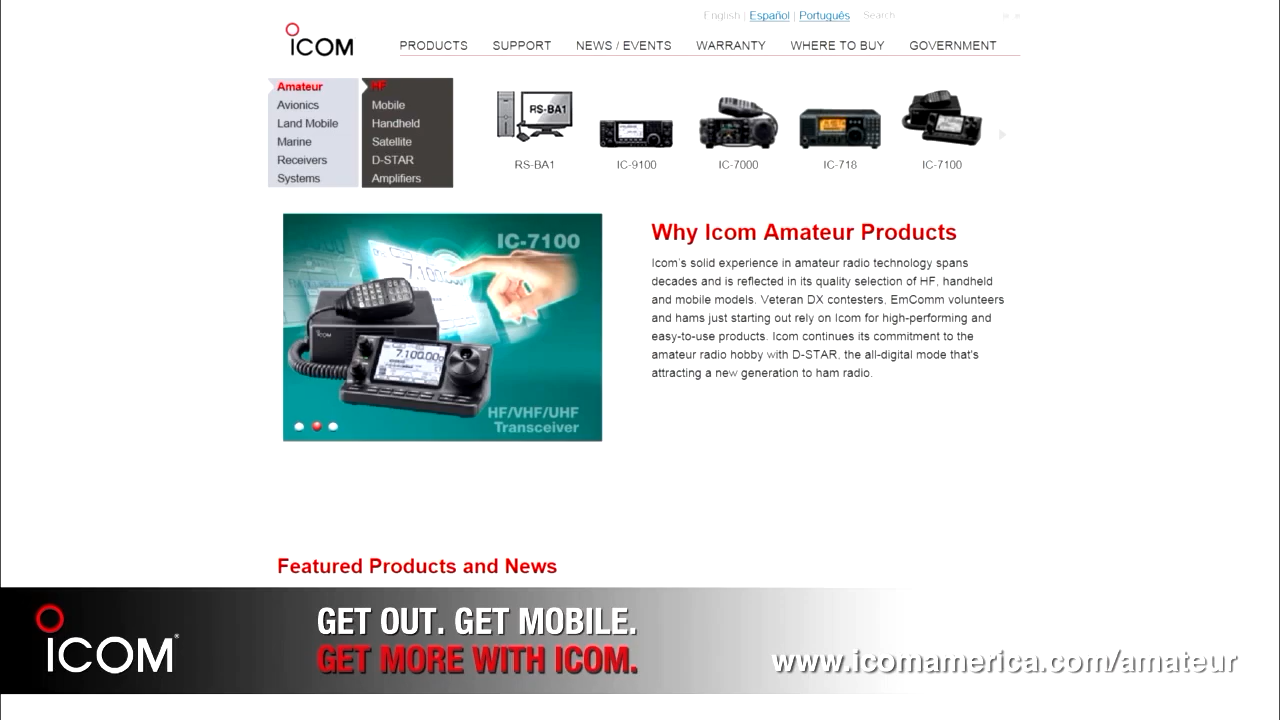 English | Español | Português Search
ICOM
PRODUCTS SUPPORT NEWS / EVENTS WARRANTY WHERE TO BUY GOVERNMENT
Amateur
Avionics
Land Mobile
Marine
Receivers
Systems
HF
Mobile
Handheld
Satellite
D-STAR
Amplifiers
RS-BA1
RS-BA1 IC-9100 IC-7000 IC-718 IC-7100
IC-7100
7.100.00
ICOM
7.100.00
HF/VHF/UHF
Transceiver
Why Icom Amateur Products
Icom's solid experience in amateur radio technology spans
decades and is reflected in its quality selection of HF, handheld
and mobile models. Veteran DX contesters, EmComm volunteers
and hams just starting out rely on Icom for high-performing and
easy-to-use products. Icom continues its commitment to the
amateur radio hobby with D-STAR, the all-digital mode that's
attracting a new generation to ham radio.
Featured Products and News
ICOM®
GET OUT. GET MOBILE.
GET MORE WITH ICOM.
www.icomamerica.com/amateur